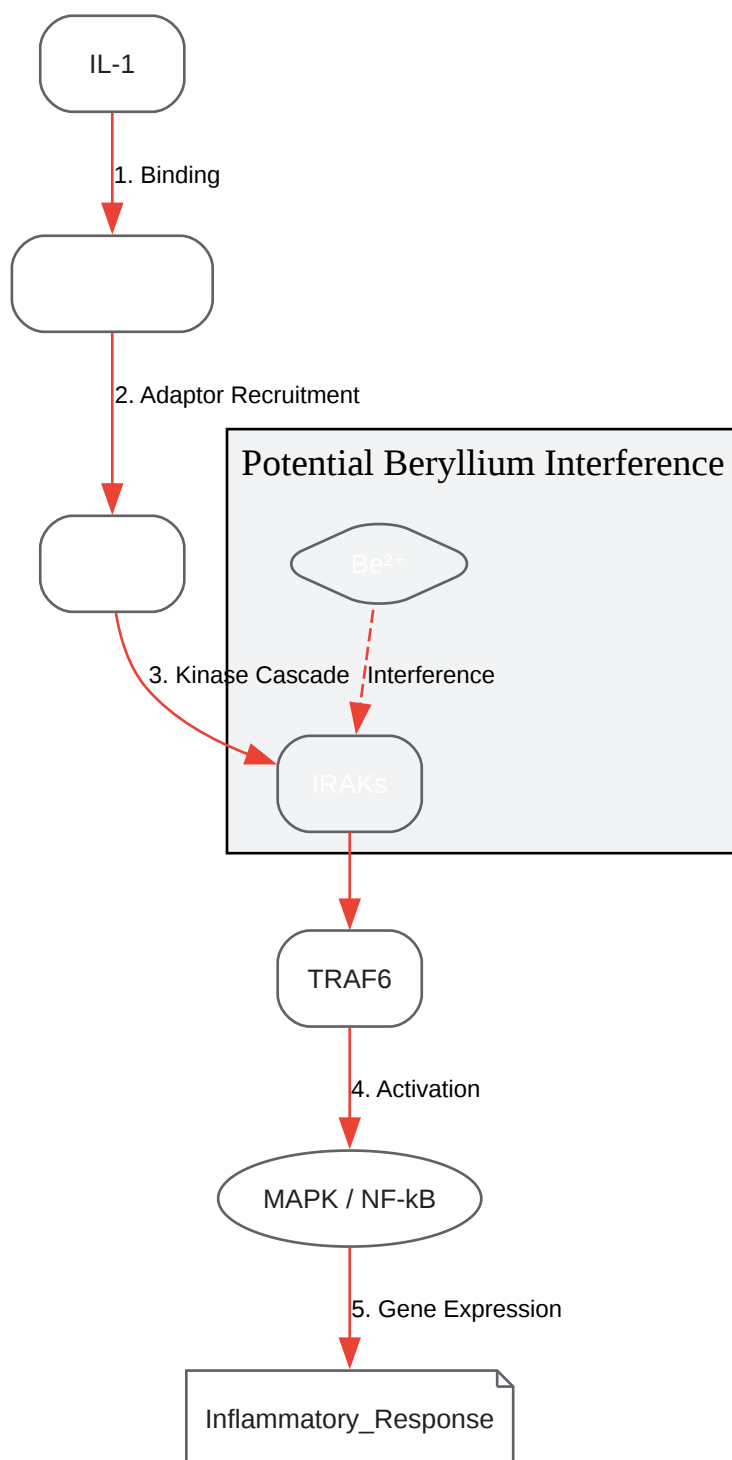 IL-1
1. Binding
2. Adaptor Recruitment
Potential Beryllium Interference
Be²⁺
3. Kinase Cascade
Interference
IRAKs
TRAF6
4. Activation
MAPK / NF-kB
5. Gene Expression
Inflammatory_Response